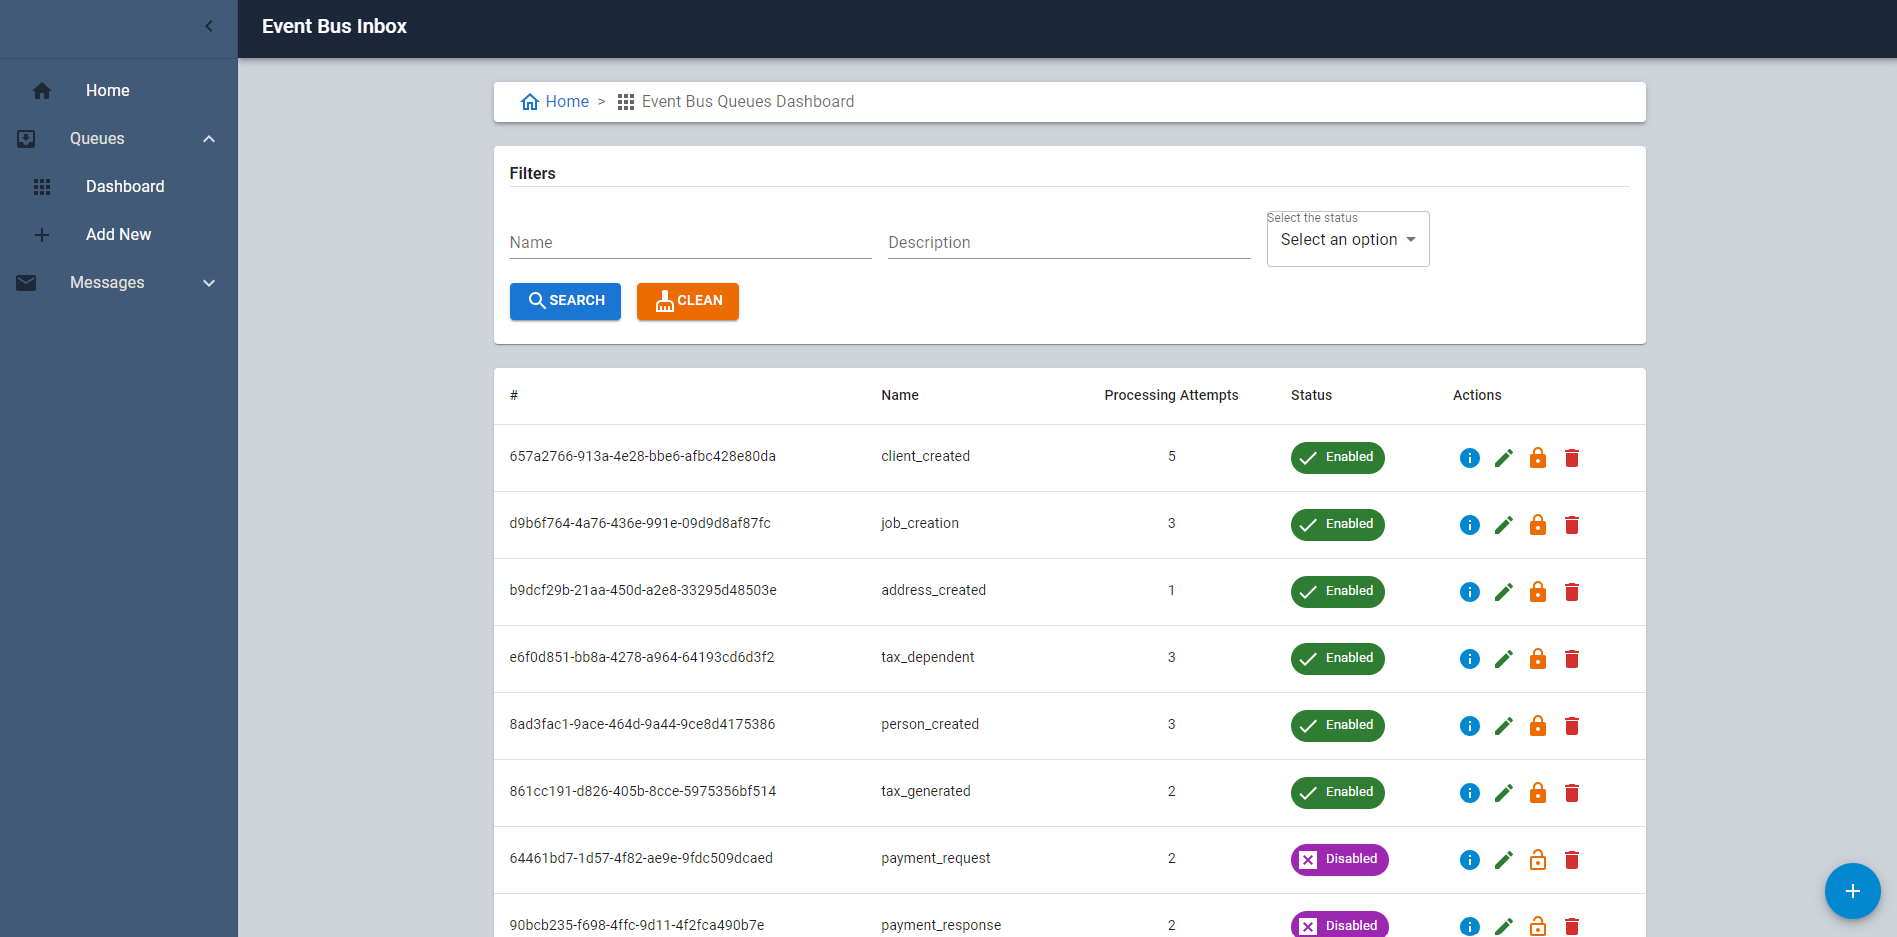 Event Bus Inbox
Home
Queues
Dashboard
Add New
Messages
Home > Event Bus Queues Dashboard
Filters
Name
Description
Select the status
Select an option
SEARCH
CLEAN
# Name Processing Attempts Status Actions
657a2766-913a-4e28-bbe6-afbc428e80da client_created 5 Enabled
d9b6f764-4a76-436e-991e-09d9d8af87fc job_creation 3 Enabled
b9dcf29b-21aa-450d-a2e8-33295d48503e address_created 1 Enabled
e6f0d851-bb8a-4278-a964-64193cd6d3f2 tax_dependent 3 Enabled
8ad3fac1-9ace-464d-9a44-9ce8d4175386 person_created 3 Enabled
861cc191-d826-405b-8cce-5975356bf514 tax_generated 2 Enabled
64461bd7-1d57-4f82-ae9e-9fdc509dcaed payment_request 2 Disabled
90bcb235-f698-4ffc-9d11-4f2fca490b7e payment_response 2 Disabled